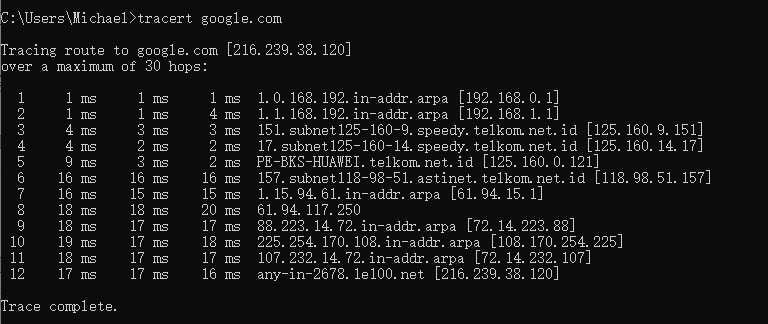 C:\Users\Michael>tracert google.com
Tracing route to google.com [216.239.38.120]
over a maximum of 30 hops:
1 1 ms 1 ms 1 ms 1.0.168.192.in-addr.arpa [192.168.0.1]
2 1 ms 1 ms 4 ms 1.1.168.192.in-addr.arpa [192.168.1.1]
3 4 ms 3 ms 3 ms 151.subnet125-160-9.speedy.telkom.net.id [125.160.9.151]
4 4 ms 2 ms 2 ms 17.subnet125-160-14.speedy.telkom.net.id [125.160.14.17]
5 9 ms 3 ms 2 ms PE-BKS-HUAWEI.telkom.net.id [125.160.0.121]
6 16 ms 16 ms 16 ms 157.subnet118-98-51.astinet.telkom.net.id [118.98.51.157]
7 16 ms 15 ms 15 ms 1.15.94.61.in-addr.arpa [61.94.15.1]
8 18 ms 18 ms 20 ms 61.94.117.250
9 18 ms 17 ms 17 ms 88.223.14.72.in-addr.arpa [72.14.223.88]
10 19 ms 17 ms 18 ms 225.254.170.108.in-addr.arpa [108.170.254.225]
11 18 ms 17 ms 17 ms 107.232.14.72.in-addr.arpa [72.14.232.107]
12 17 ms 17 ms 16 ms any-in-2678.1e100.net [216.239.38.120]
Trace complete.